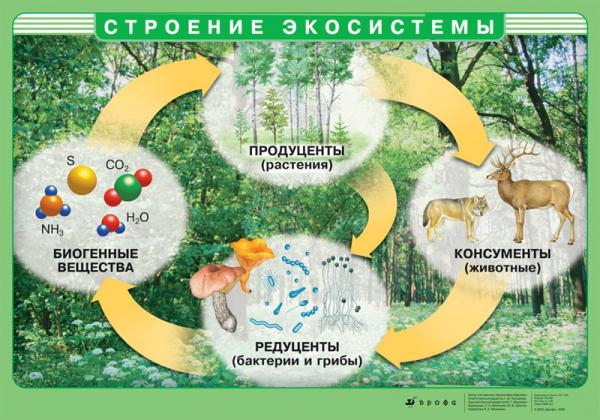 СТРОЕНИЕ ЭКОСИСТЕМЫ
ПРОДУЦЕНТЫ
(растения)
S
CO₂
H₂O
NH₃
БИОГЕННЫЕ
ВЕЩЕСТВА
КОНСУМЕНТЫ
(животные)
РЕДУЦЕНТЫ
(бактерии и грибы)
дрофа